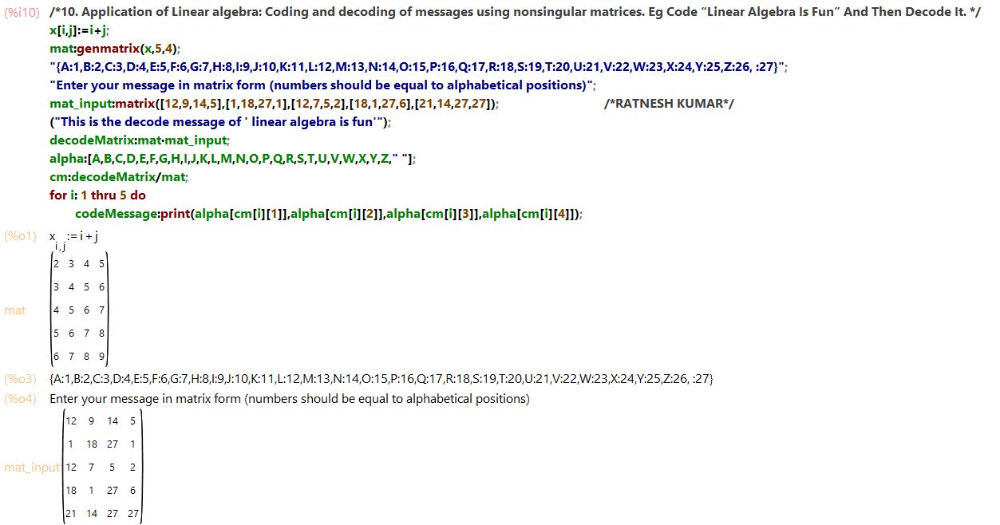 (%i10) /*10. Application of Linear algebra: Coding and decoding of messages using nonsingular matrices. Eg Code “Linear Algebra Is Fun” And Then Decode It. */
x[i,j]:=i+j;
mat:genmatrix(x,5,4);
"{A:1,B:2,C:3,D:4,E:5,F:6,G:7,H:8,I:9,J:10,K:11,L:12,M:13,N:14,O:15,P:16,Q:17,R:18,S:19,T:20,U:21,V:22,W:23,X:24,Y:25,Z:26, :27}";
"Enter your message in matrix form (numbers should be equal to alphabetical positions)";
mat_input:matrix([12,9,14,5],[1,18,27,1],[12,7,5,2],[18,1,27,6],[21,14,27,27]); /*RATNESH KUMAR*/
("This is the decode message of ' linear algebra is fun'");
decodeMatrix:mat·mat_input;
alpha:[A,B,C,D,E,F,G,H,I,J,K,L,M,N,O,P,Q,R,S,T,U,V,W,X,Y,Z," "];
cm:decodeMatrix/mat;
for i: 1 thru 5 do
codeMessage:print(alpha[cm[i][1]],alpha[cm[i][2]],alpha[cm[i][3]],alpha[cm[i][4]]);
(%o1) x i,j := i + j
2 3 4 5
3 4 5 6
mat 4 5 6 7
5 6 7 8
6 7 8 9
(%o3) {A:1,B:2,C:3,D:4,E:5,F:6,G:7,H:8,I:9,J:10,K:11,L:12,M:13,N:14,O:15,P:16,Q:17,R:18,S:19,T:20,U:21,V:22,W:23,X:24,Y:25,Z:26, :27}
(%o4) Enter your message in matrix form (numbers should be equal to alphabetical positions)
12 9 14 5
1 18 27 1
mat_input 12 7 5 2
18 1 27 6
21 14 27 27